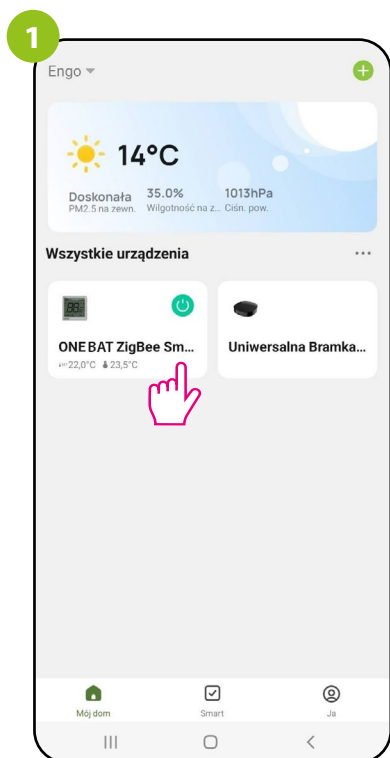 1
Engo
14°C
Doskonała 35.0% 1013hPa
PM2.5 na zewn. Wilgotność na z... Ciśn. pow.
Wszystkie urządzenia
ONE BAT ZigBee Sm... Uniwersalna Bramka...
22,0°C 23,5°C
Mój dom Smart Ja